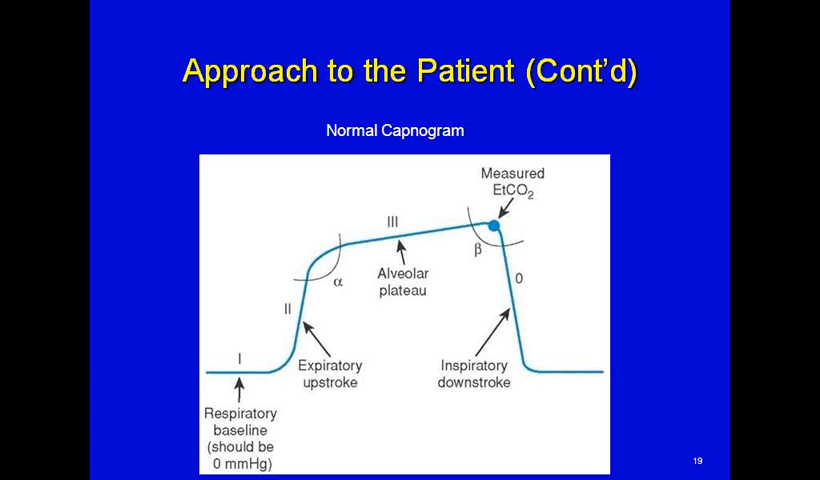 Approach to the Patient (Cont’d)
Normal Capnogram
Measured
EtCO₂
III
β
α
Alveolar
plateau
0
II
I
Expiratory
upstroke
Inspiratory
downstroke
Respiratory
baseline
(should be
0 mmHg)
19